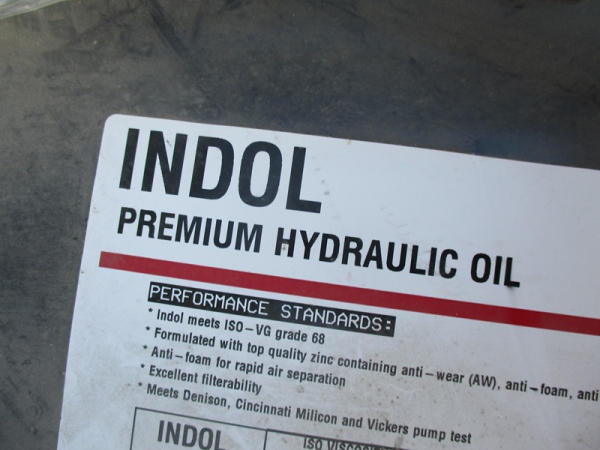 INDOL
PREMIUM HYDRAULIC OIL
PERFORMANCE STANDARDS:
* Indol meets ISO-VG grade 68
* Formulated with top quality zinc containing anti-wear (AW), anti-foam, anti
* Anti-foam for rapid air separation
* Excellent filterability
* Meets Denison, Cincinnati Milicon and Vickers pump test
INDOL ISO